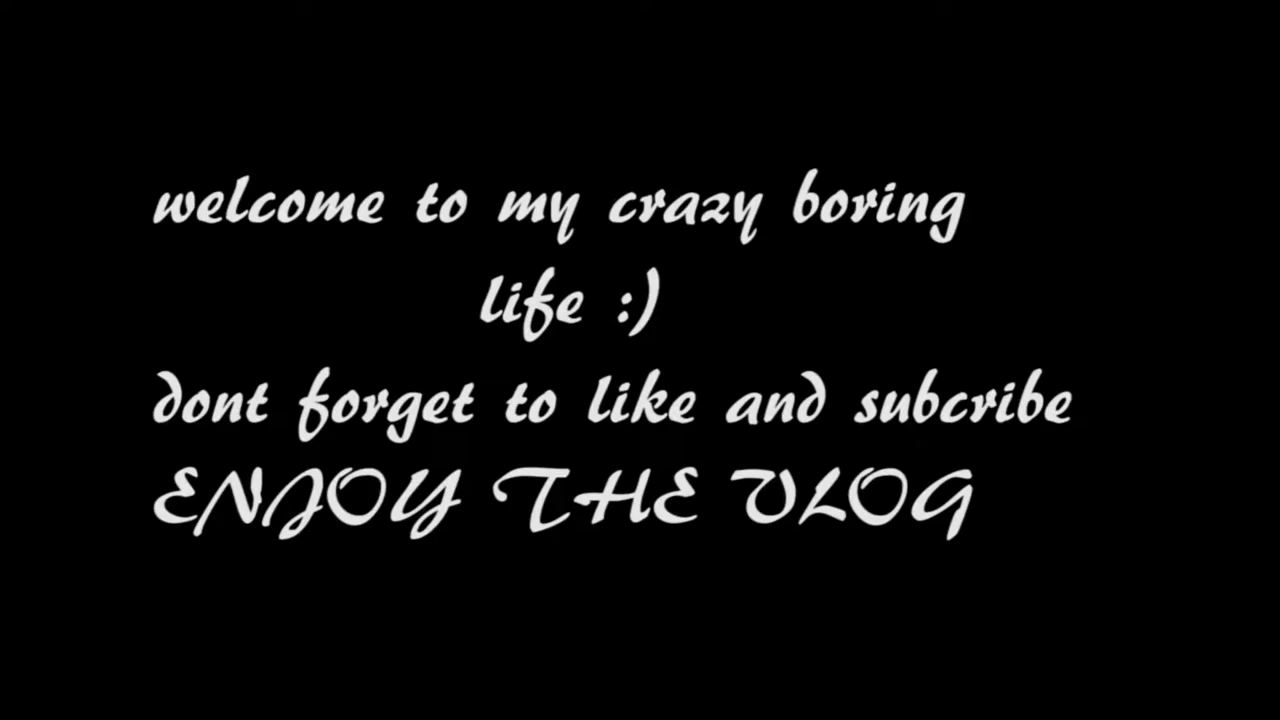 welcome to my crazy boring
life :)
dont forget to like and subcribe
ENJOY THE VLOG